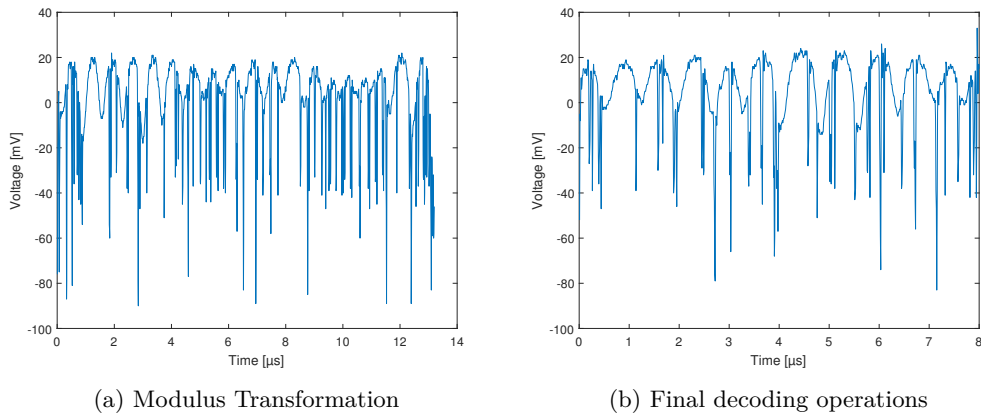 40
20
0
-20
-40
-60
-80
-100
Voltage [mV]
0 2 4 6 8 10 12 14
Time [µs]
(a) Modulus Transformation
40
20
0
-20
-40
-60
-80
-100
Voltage [mV]
0 1 2 3 4 5 6 7 8
Time [µs]
(b) Final decoding operations